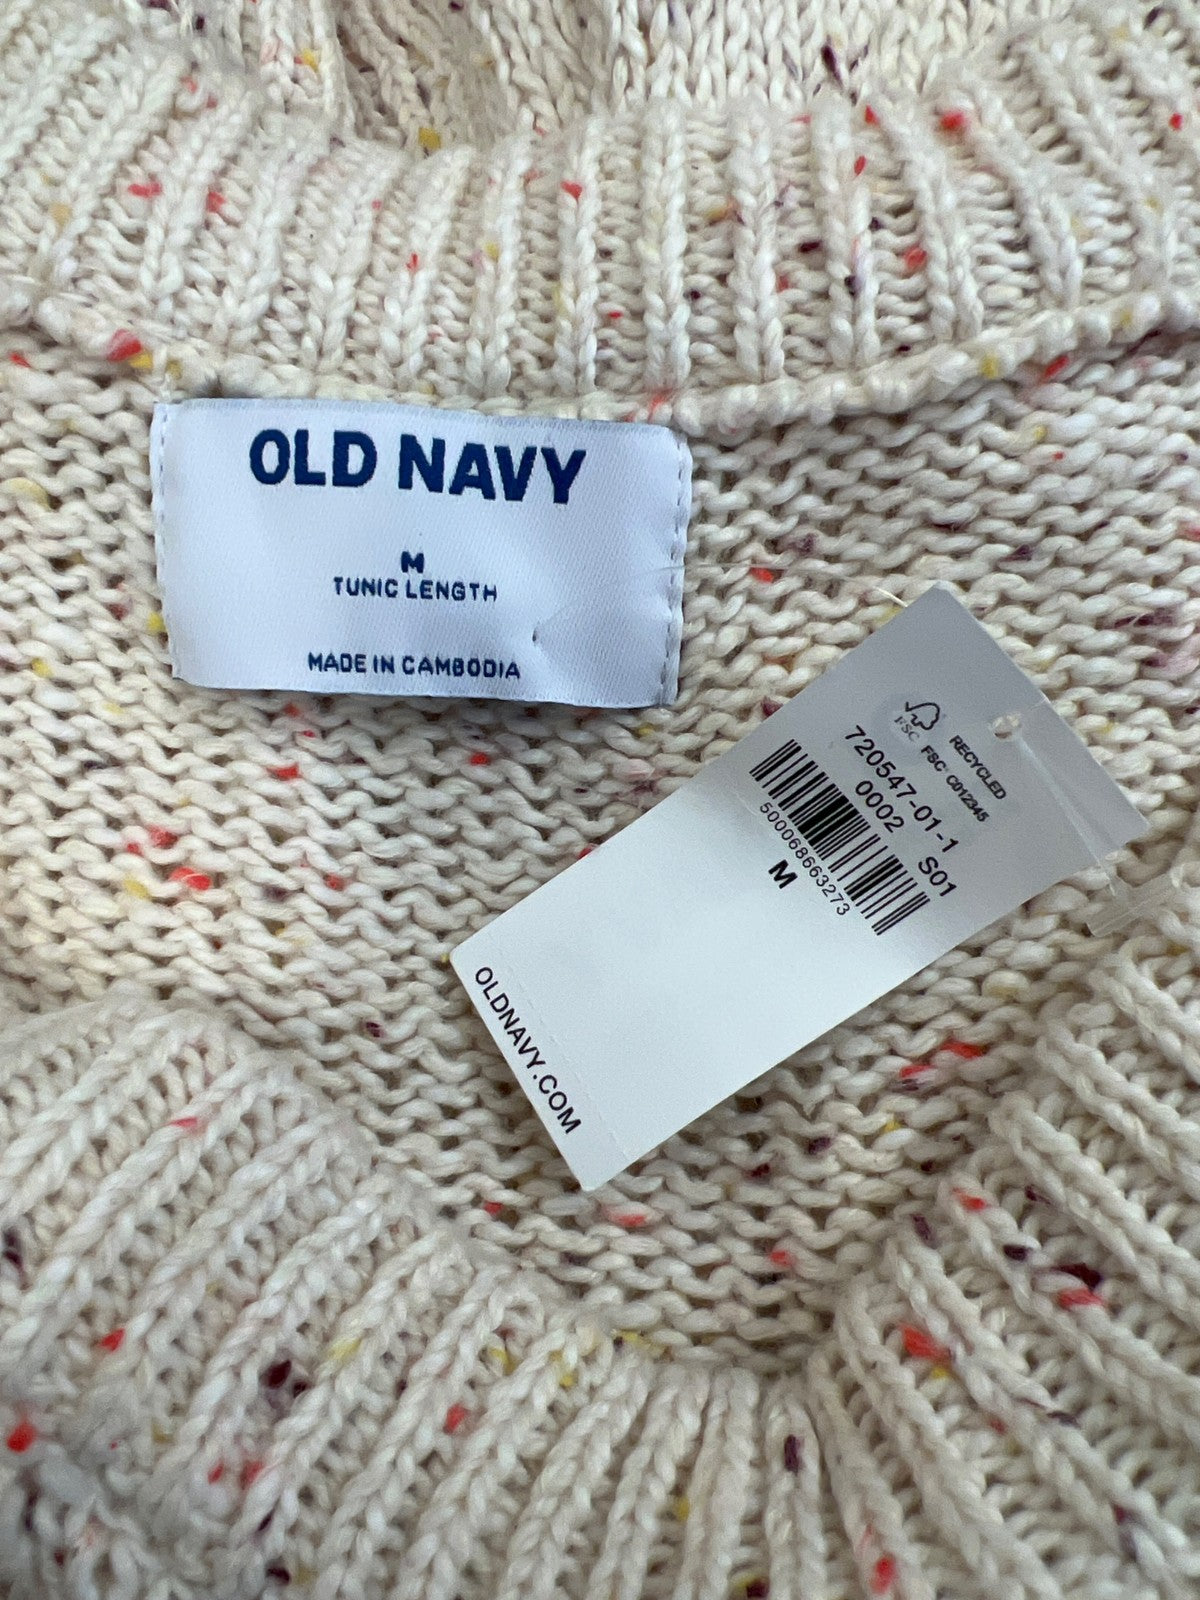 OLD NAVY
M
TUNIC LENGTH
MADE IN CAMBODIA
FSC
RECYCLED
FSC C012345
720547-01-1
0002 S01
500068663273
M
OLDNAVY.COM